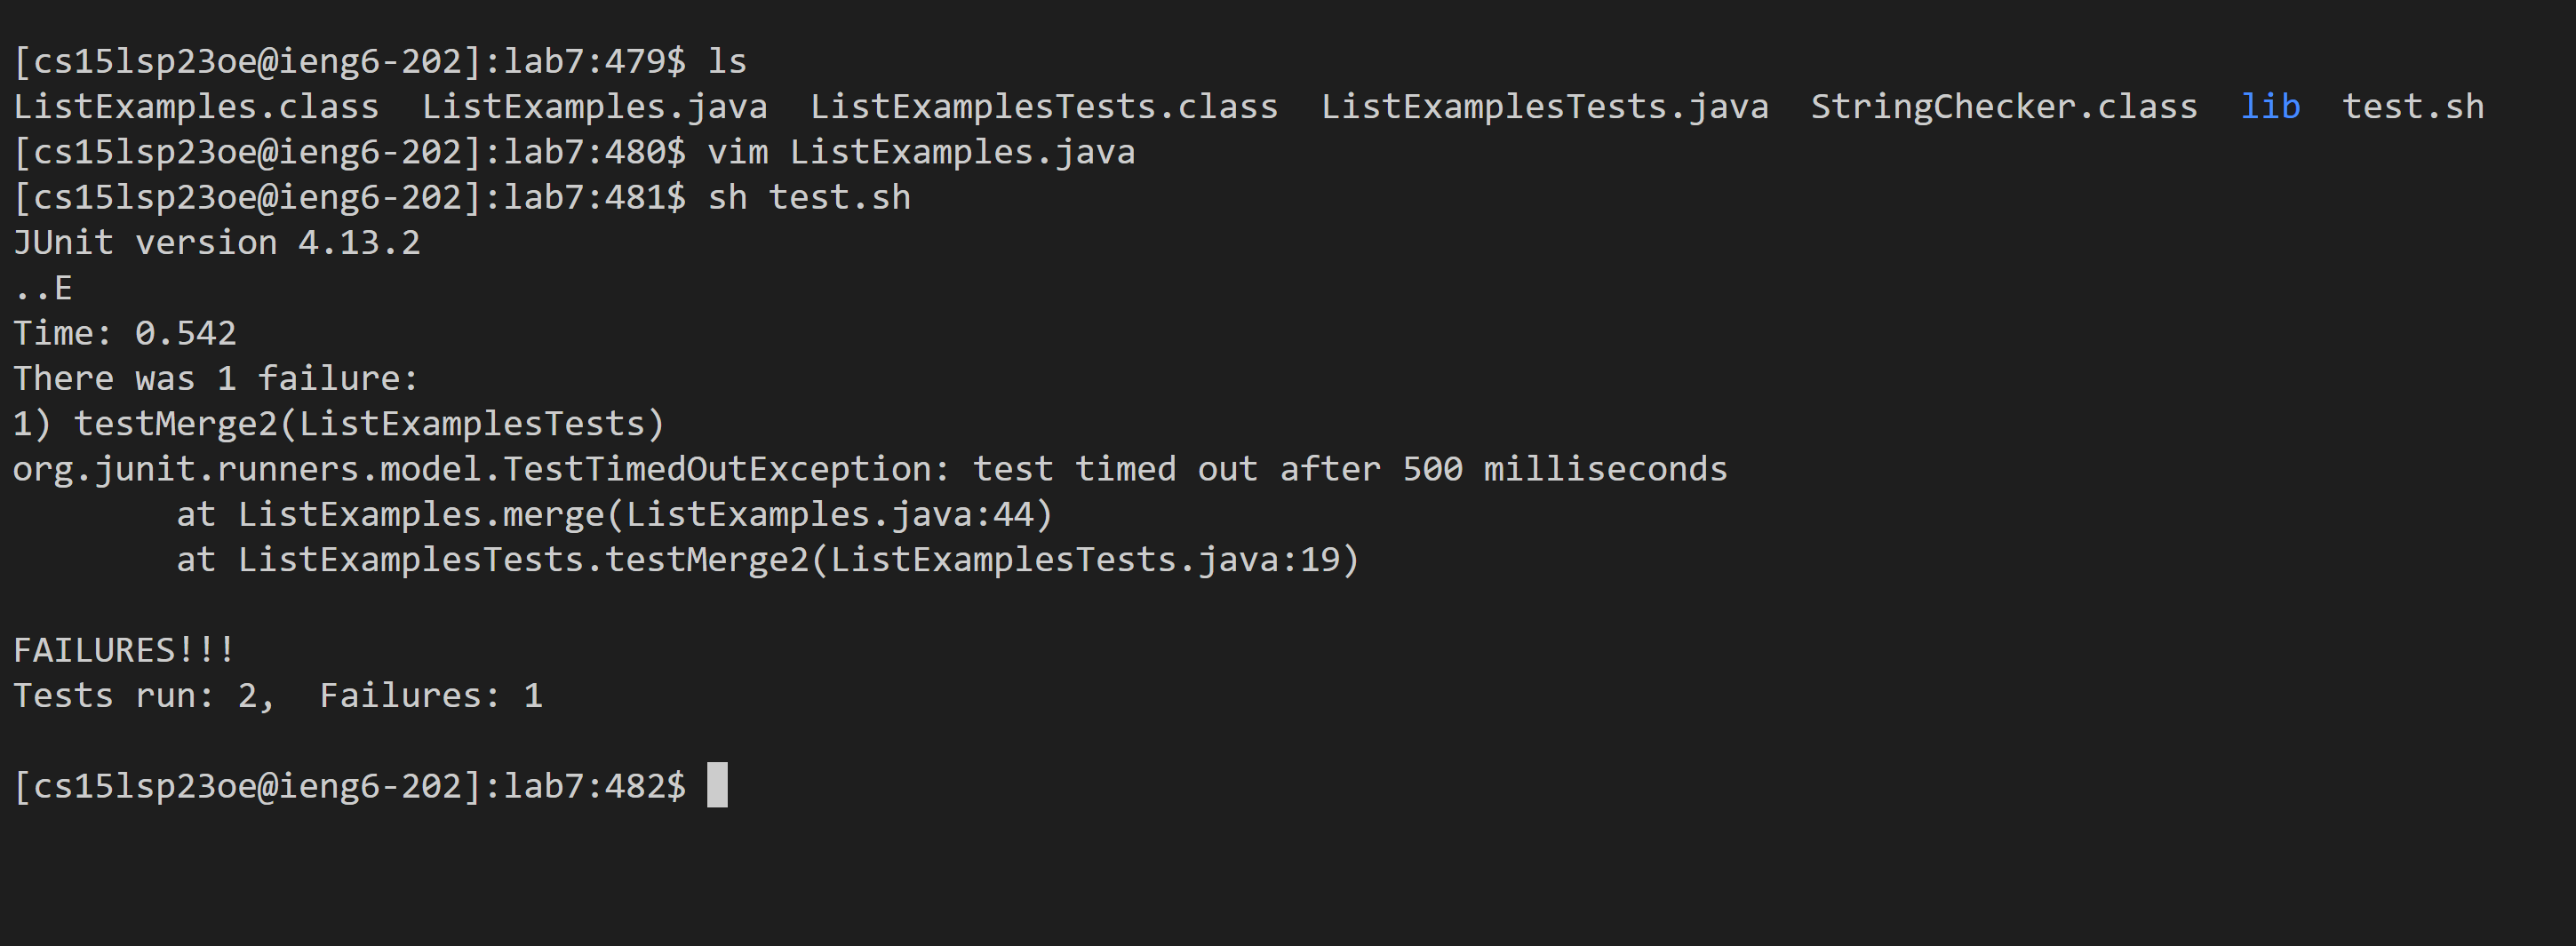 [cs15lsp23oe@ieng6-202]:lab7:479$ ls
ListExamples.class  ListExamples.java  ListExamplesTests.class  ListExamplesTests.java  StringChecker.class  lib  test.sh
[cs15lsp23oe@ieng6-202]:lab7:480$ vim ListExamples.java
[cs15lsp23oe@ieng6-202]:lab7:481$ sh test.sh
JUnit version 4.13.2
..E
Time: 0.542
There was 1 failure:
1) testMerge2(ListExamplesTests)
org.junit.runners.model.TestTimedOutException: test timed out after 500 milliseconds
        at ListExamples.merge(ListExamples.java:44)
        at ListExamplesTests.testMerge2(ListExamplesTests.java:19)
FAILURES!!!
Tests run: 2,  Failures: 1
[cs15lsp23oe@ieng6-202]:lab7:482$